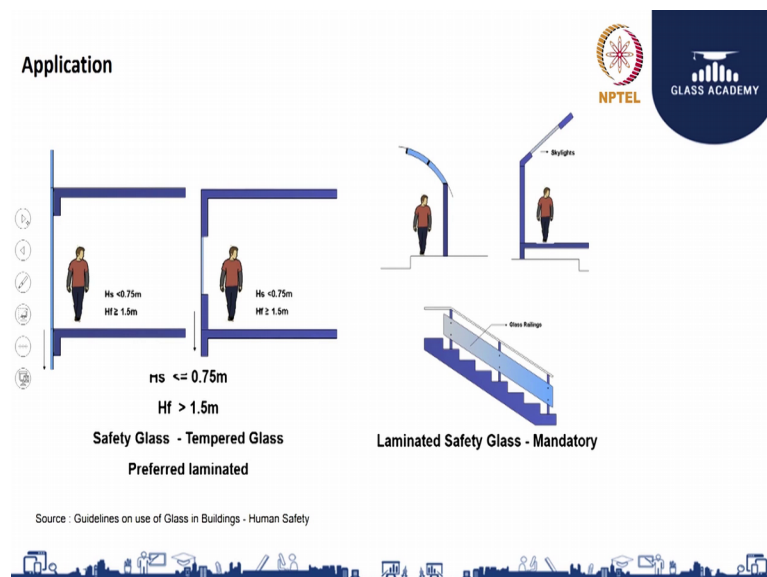 Application
NPTEL
GLASS ACADEMY
Skylights
Hs <0.75m
Hf ≥ 1.5m
Hs <0.75m
Hf ≥ 1.5m
Glass Railings
Hs <= 0.75m
Hf > 1.5m
Safety Glass - Tempered Glass
Preferred laminated
Laminated Safety Glass - Mandatory
Source : Guidelines on use of Glass in Buildings - Human Safety